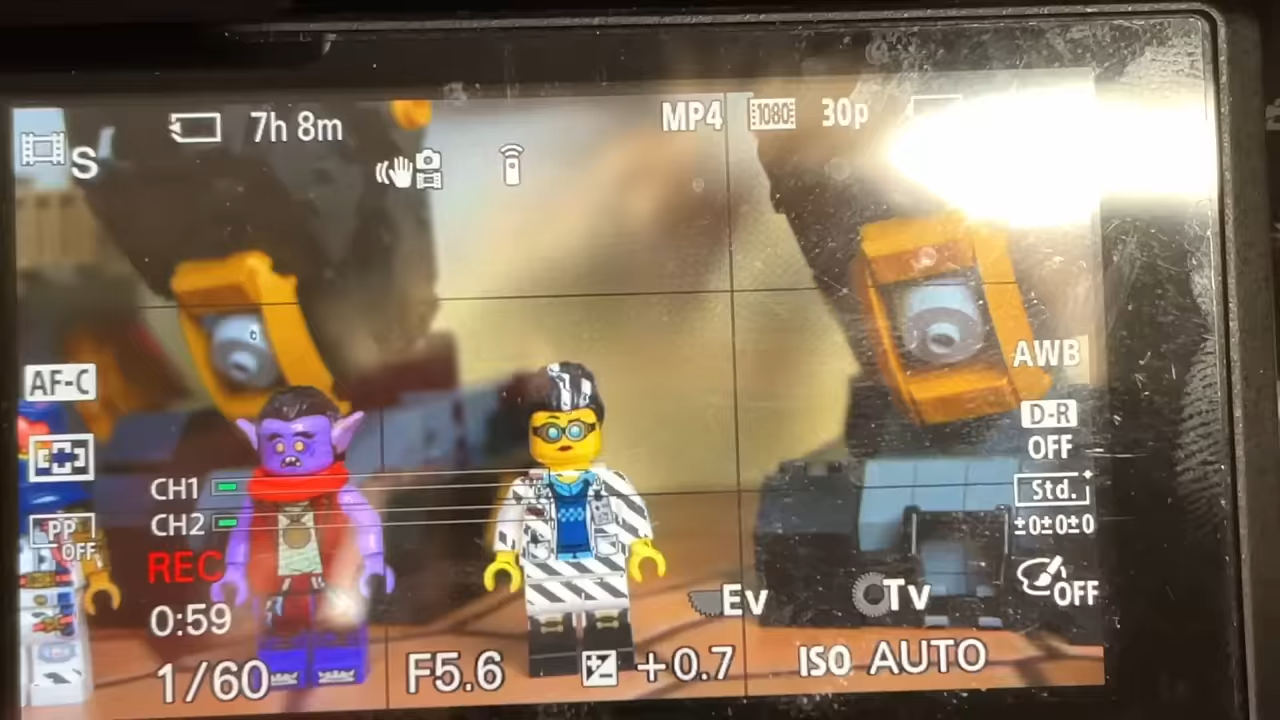 S 7h 8m MP4 1080 30p
AWB
AF-C
D-R
OFF
CH1
Std.
CH2
PP
OFF
±0±0±0
REC
OFF
Ev
Tv
0:59
1/60 F5.6 +0.7 ISO AUTO